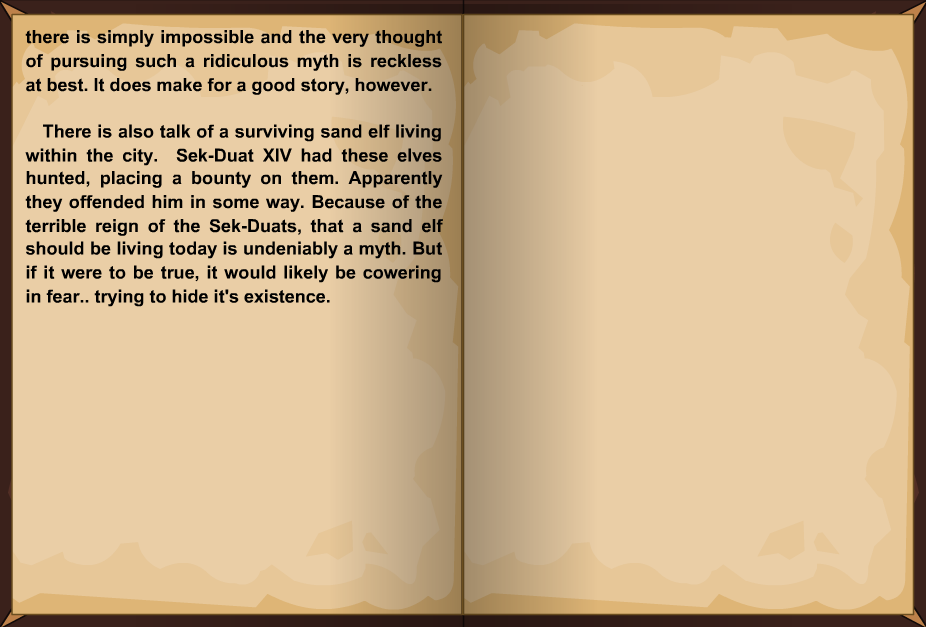 there is simply impossible and the very thought
of pursuing such a ridiculous myth is reckless
at best. It does make for a good story, however.
There is also talk of a surviving sand elf living
within the city.  Sek-Duat XIV had these elves
hunted, placing a bounty on them. Apparently
they offended him in some way. Because of the
terrible reign of the Sek-Duats, that a sand elf
should be living today is undeniably a myth. But
if it were to be true, it would likely be cowering
in fear.. trying to hide it's existence.